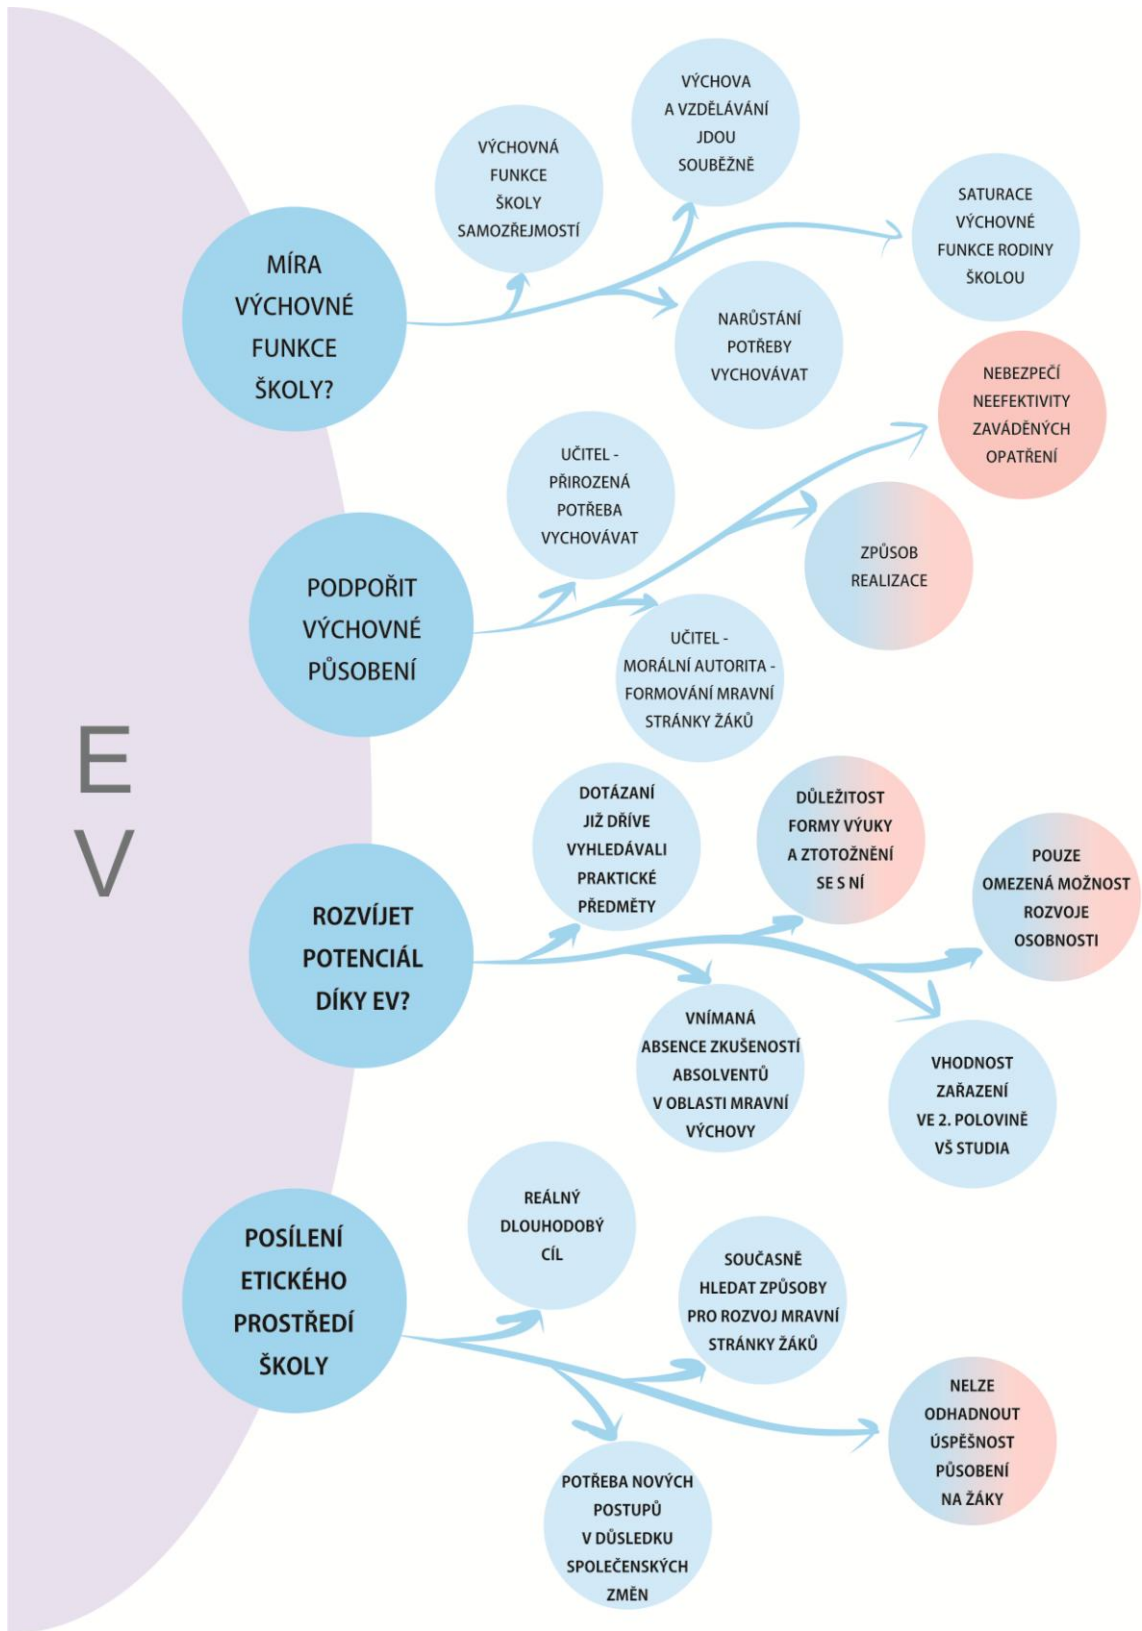 E
V
MÍRA
VÝCHOVNÉ
FUNKCE
ŠKOLY?
VÝCHOVNÁ
FUNKCE
ŠKOLY
SAMOZŘEJMOSTÍ
VÝCHOVA
A VZDĚLÁVÁNÍ
JDOU
SOUBĚŽNĚ
NARŮSTÁNÍ
POTŘEBY
VYCHOVÁVAT
SATURACE
VÝCHOVNÉ
FUNKCE RODINY
ŠKOLOU
PODPOŘIT
VÝCHOVNÉ
PŮSOBENÍ
UČITEL -
PŘIROZENÁ
POTŘEBA
VYCHOVÁVAT
UČITEL -
MORÁLNÍ AUTORITA -
FORMOVÁNÍ MRAVNÍ
STRÁNKY ŽÁKŮ
ZPŮSOB
REALIZACE
NEBEZPEČÍ
NEEFEKTIVITY
ZAVÁDĚNÝCH
OPATŘENÍ
ROZVÍJET
POTENCIÁL
DÍKY EV?
DOTÁZANÍ
JIŽ DŘÍVE
VYHLEDÁVALI
PRAKTICKÉ
PŘEDMĚTY
VNÍMANÁ
ABSENCE ZKUŠENOSTÍ
ABSOLVENTŮ
V OBLASTI MRAVNÍ
VÝCHOVY
DŮLEŽITOST
FORMY VÝUKY
A ZTOTOŽNĚNÍ
SE S NÍ
POUZE
OMEZENÁ MOŽNOST
ROZVOJE
OSOBNOSTI
VHODNOST
ZAŘAZENÍ
VE 2. POLOVINĚ
VŠ STUDIA
POSÍLENÍ
ETICKÉHO
PROSTŘEDÍ
ŠKOLY
REÁLNÝ
DLOUHODOBÝ
CÍL
POTŘEBA NOVÝCH
POSTUPŮ
V DŮSLEDKU
SPOLEČENSKÝCH
ZMĚN
SOUČASNĚ
HLEDAT ZPŮSOBY
PRO ROZVOJ MRAVNÍ
STRÁNKY ŽÁKŮ
NELZE
ODHADNOUT
ÚSPĚŠNOST
PŮSOBENÍ
NA ŽÁKY